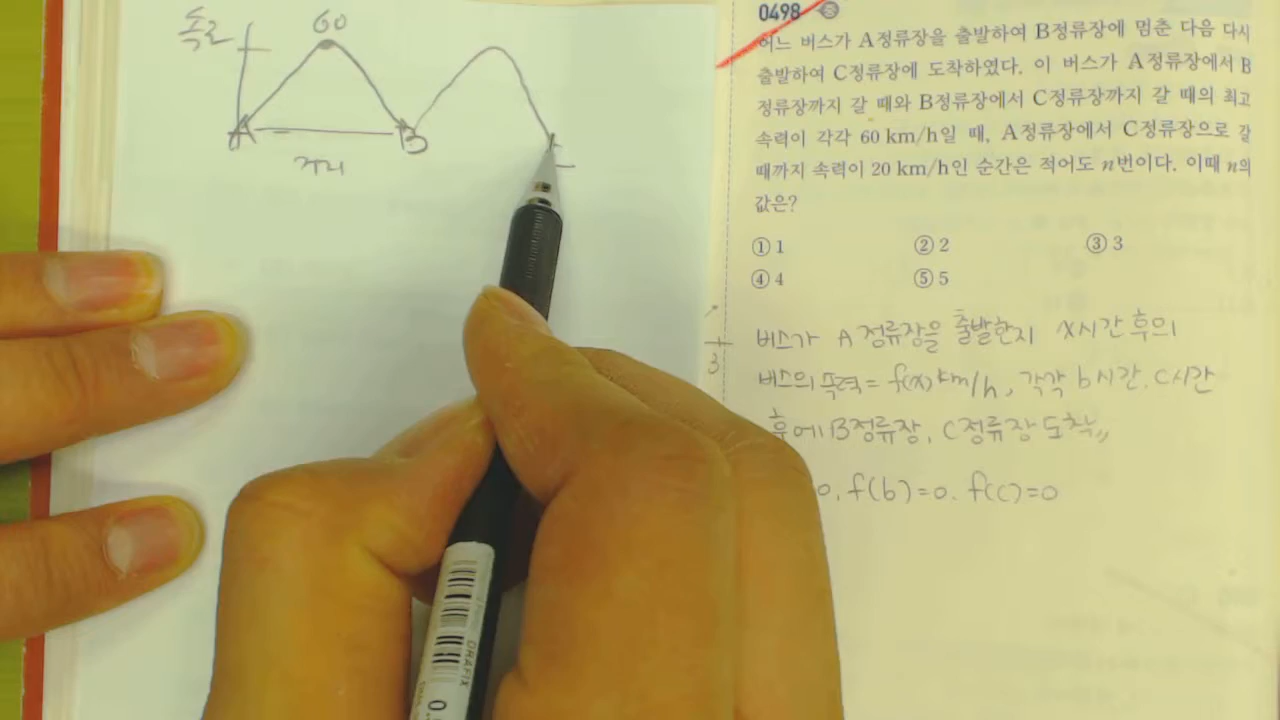 속도
60
A
B
거리
0498 중
어느 버스가 A정류장을 출발하여 B정류장에 멈춘 다음 다시
출발하여 C정류장에 도착하였다. 이 버스가 A정류장에서 B
정류장까지 갈 때와 B정류장에서 C정류장까지 갈 때의 최고
속력이 각각 60 km/h일 때, A정류장에서 C정류장으로 갈
때까지 속력이 20 km/h인 순간은 적어도 n번이다. 이때 n의
값은?
① 1 ② 2 ③ 3
④ 4 ⑤ 5
버스가 A정류장을 출발한지 x시간 후의
버스의 속력= f(x) km/h, 각각 b시간, c시간
후에 B정류장, C정류장 도착
0, f(b)=0, f(c)=0
3
DRAFIX
0.